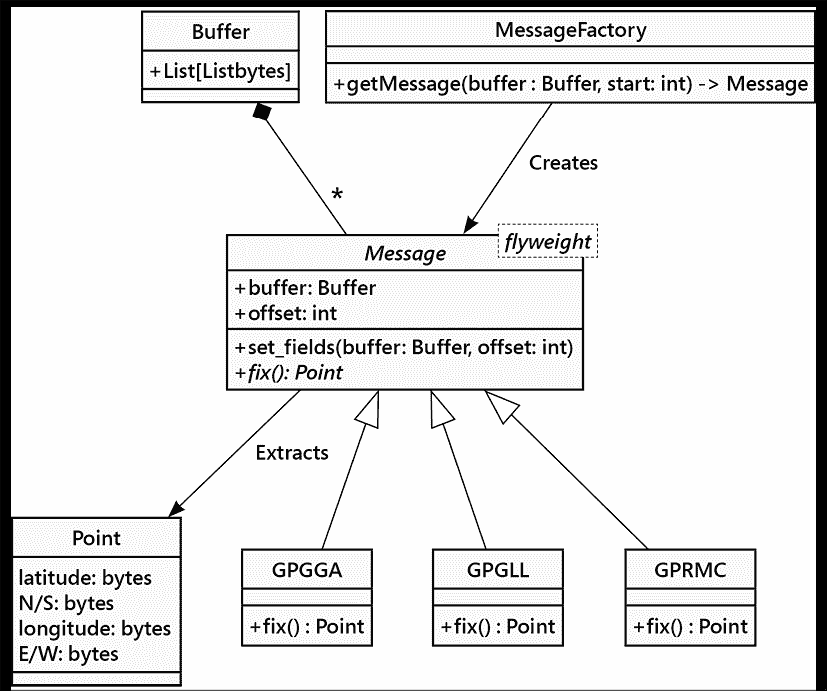 Buffer
+List[Listbytes]
MessageFactory
+getMessage(buffer : Buffer, start: int) -> Message
Creates
*
Message
flyweight
+buffer: Buffer
+offset: int
+set_fields(buffer: Buffer, offset: int)
+fix(): Point
Extracts
Point
latitude: bytes
N/S: bytes
longitude: bytes
E/W: bytes
GPGGA
+fix() : Point
GPGLL
+fix() : Point
GPRMC
+fix() : Point